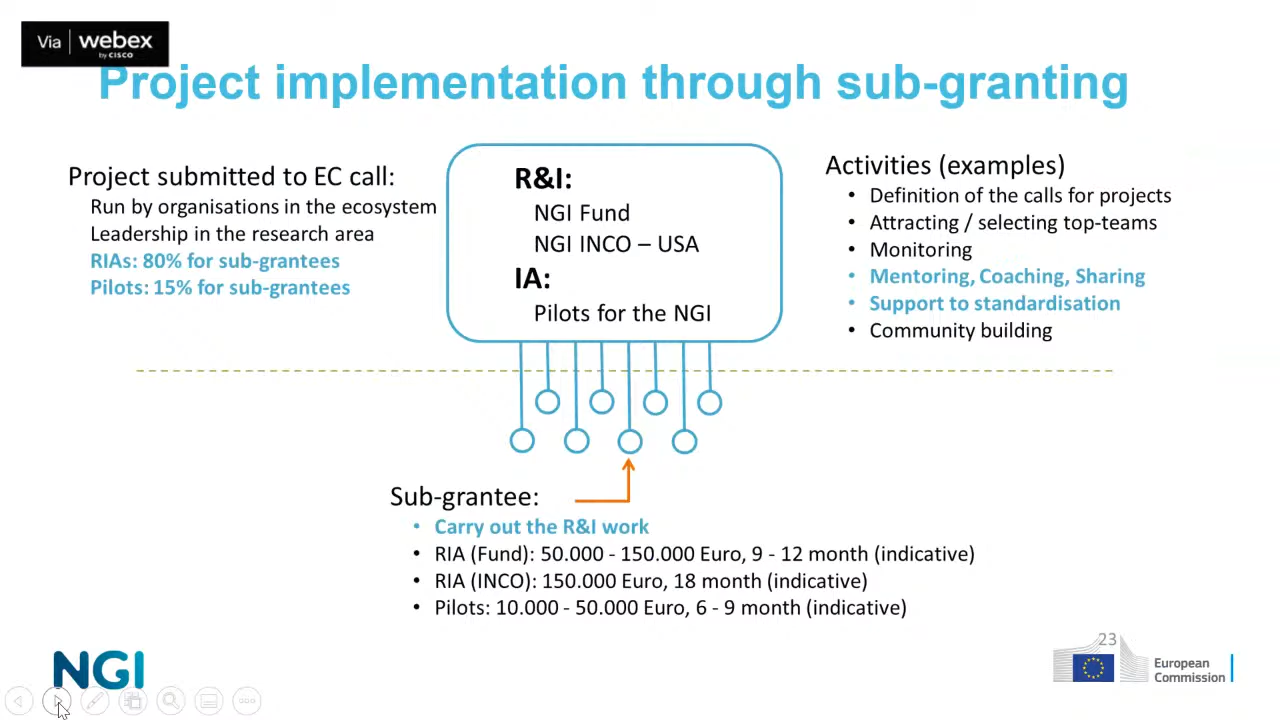 Via webex
by CISCO
Project implementation through sub-granting
Project submitted to EC call:
Run by organisations in the ecosystem
Leadership in the research area
RIAs: 80% for sub-grantees
Pilots: 15% for sub-grantees
R&I:
NGI Fund
NGI INCO – USA
IA:
Pilots for the NGI
Activities (examples)
• Definition of the calls for projects
• Attracting / selecting top-teams
• Monitoring
• Mentoring, Coaching, Sharing
• Support to standardisation
• Community building
Sub-grantee:
• Carry out the R&I work
• RIA (Fund): 50.000 - 150.000 Euro, 9 - 12 month (indicative)
• RIA (INCO): 150.000 Euro, 18 month (indicative)
• Pilots: 10.000 - 50.000 Euro, 6 - 9 month (indicative)
NGI
23
European
Commission